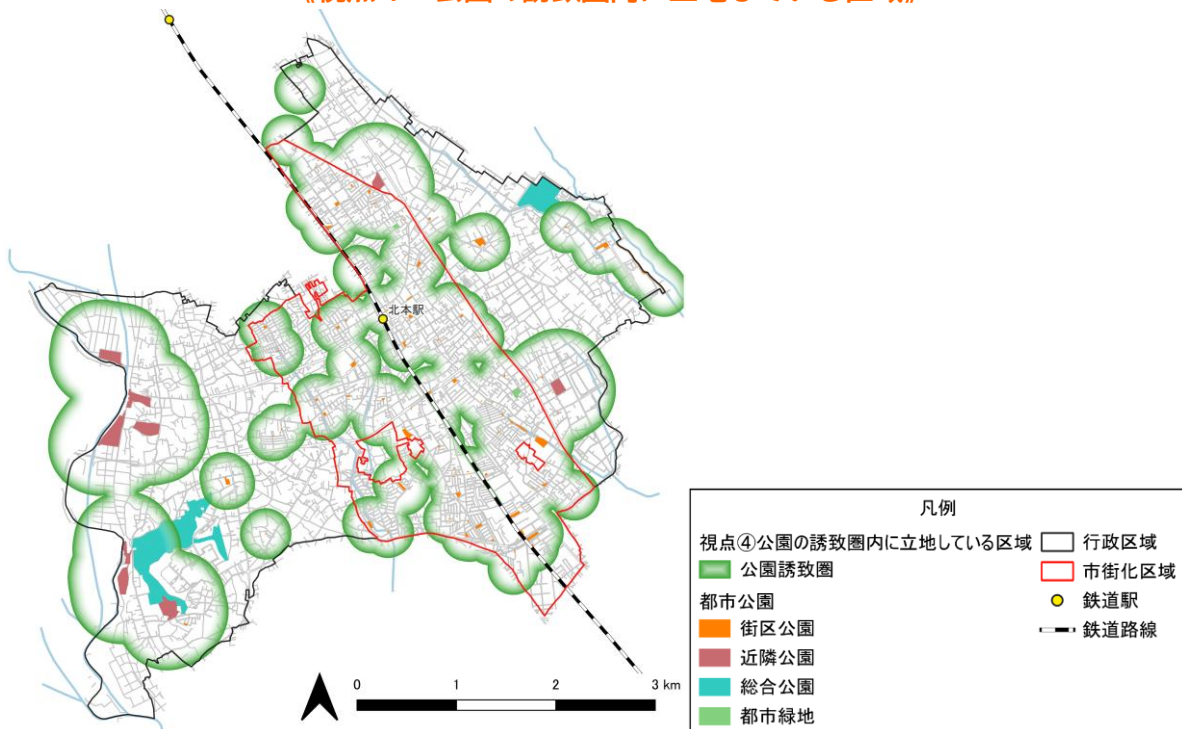 北本駅
0 1 2 3 km
凡例
視点④公園の誘致圏内に立地している区域
公園誘致圏
都市公園
街区公園
近隣公園
総合公園
都市緑地
行政区域
市街化区域
鉄道駅
鉄道路線